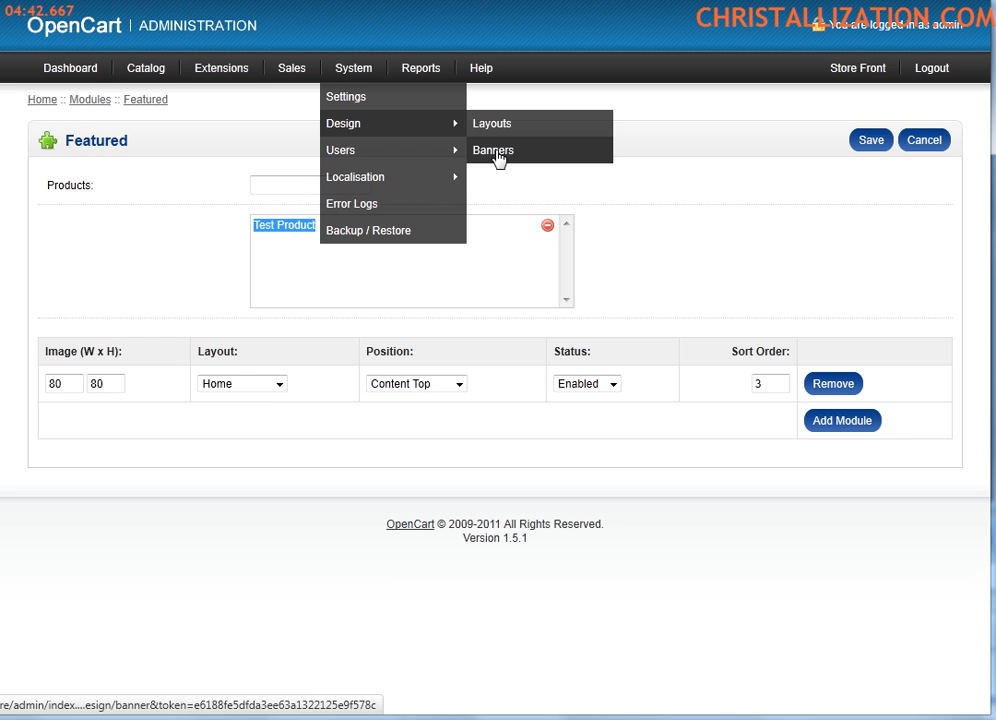 04:42.667
CHRISTALLIZATION.COM
OpenCart | ADMINISTRATION
You are logged in as admin
Dashboard Catalog Extensions Sales System Reports Help Store Front Logout
Home :: Modules :: Featured
Settings
Design Layouts
Users Banners
Localisation
Error Logs
Backup / Restore
Featured Save Cancel
Products:
Test Product
Image (W x H): Layout: Position: Status: Sort Order:
80 80 Home Content Top Enabled 3 Remove
Add Module
OpenCart © 2009-2011 All Rights Reserved.
Version 1.5.1
re/admin/index....esign/banner&token=e6188fe5dfda3ee63a1322125e9f578c